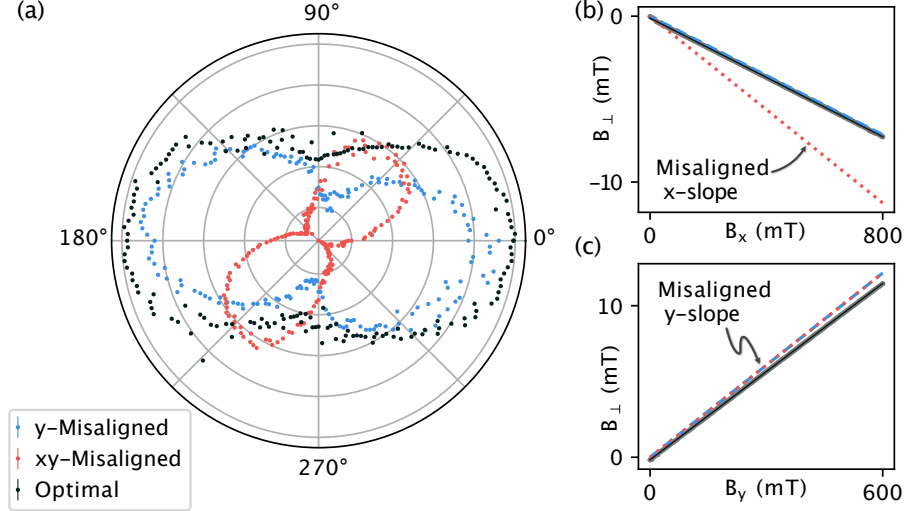 (a)
90°
180°
0°
270°
y-Misaligned
xy-Misaligned
Optimal
(b)
0
-10
B⊥ (mT)
Misaligned
x-slope
0
Bx (mT)
800
(c)
10
0
B⊥ (mT)
Misaligned
y-slope
0
By (mT)
600